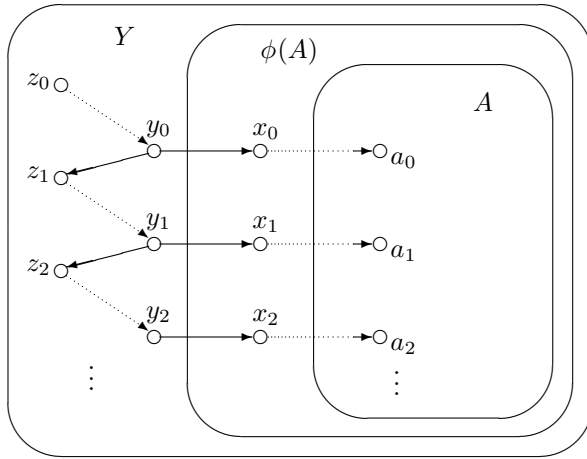 Y
ϕ(A)
A
z₀
y₀ x₀
a₀
z₁
y₁ x₁
a₁
z₂
y₂ x₂
a₂
⋮ ⋮